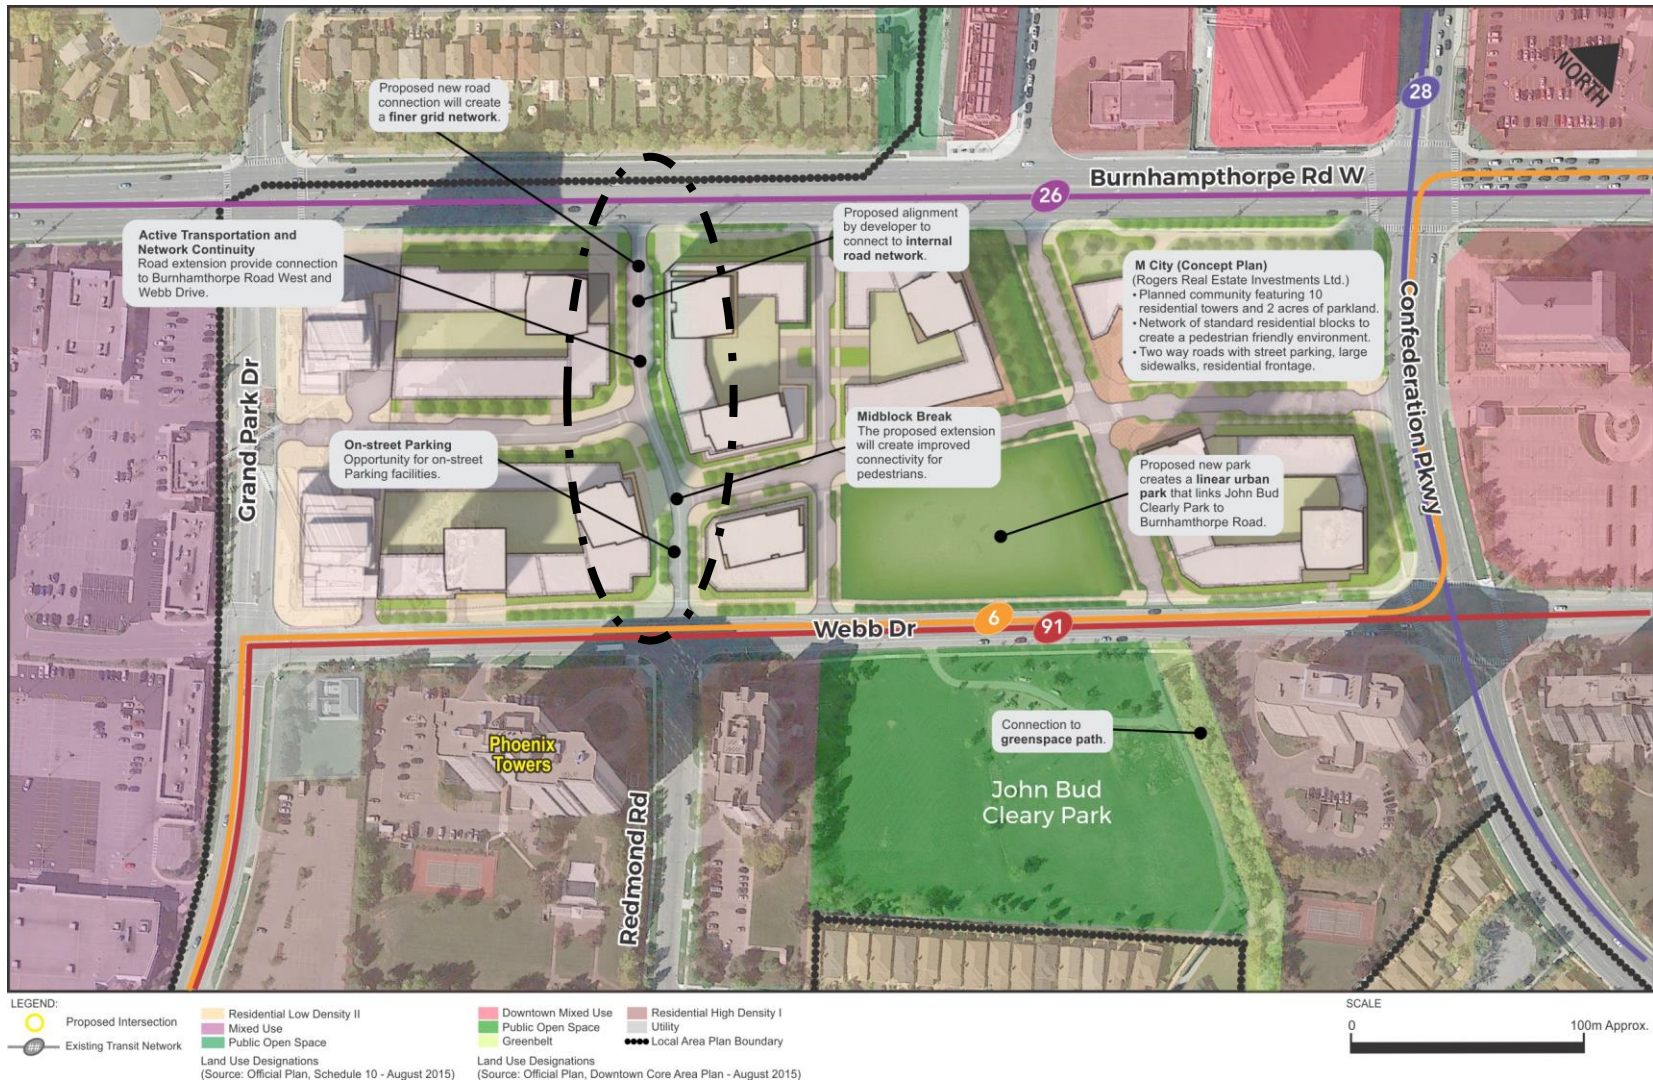 Proposed new road
connection will create
a finer grid network.
NORTH
28
Burnhampthorpe Rd W
26
Active Transportation and
Network Continuity
Road extension provide connection
to Burnhamthorpe Road West and
Webb Drive.
Proposed alignment
by developer to
connect to internal
road network.
M City (Concept Plan)
(Rogers Real Estate Investments Ltd.)
• Planned community featuring 10
residential towers and 2 acres of parkland.
• Network of standard residential blocks to
create a pedestrian friendly environment.
• Two way roads with street parking, large
sidewalks, residential frontage.
Grand Park Dr
Confederation Pkwy
On-street Parking
Opportunity for on-street
Parking facilities.
Midblock Break
The proposed extension
will create improved
connectivity for
pedestrians.
Proposed new park
creates a linear urban
park that links John Bud
Clearly Park to
Burnhamthorpe Road.
Webb Dr
6
91
Phoenix
Towers
Redmond Rd
Connection to
greenspace path.
John Bud
Cleary Park
LEGEND:
Proposed Intersection
##
Existing Transit Network
Residential Low Density II
Mixed Use
Public Open Space
Land Use Designations
(Source: Official Plan, Schedule 10 - August 2015)
Downtown Mixed Use
Public Open Space
Greenbelt
Residential High Density I
Utility
Local Area Plan Boundary
Land Use Designations
(Source: Official Plan, Downtown Core Area Plan - August 2015)
SCALE
0
100m Approx.